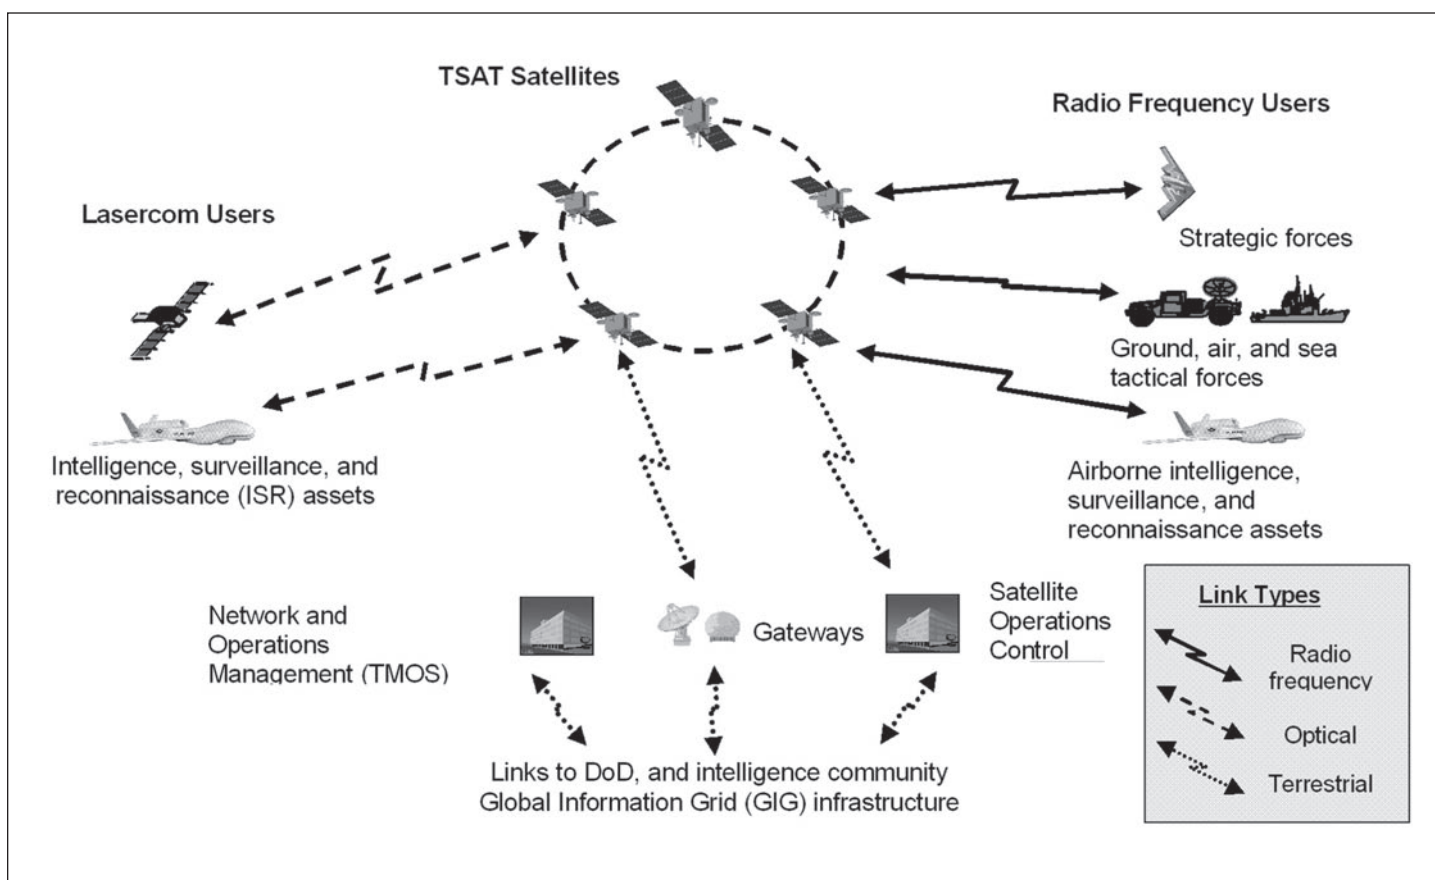 TSAT Satellites
Radio Frequency Users
Lasercom Users
Strategic forces
Ground, air, and sea
tactical forces
Intelligence, surveillance, and
reconnaissance (ISR) assets
Airborne intelligence,
surveillance, and
reconnaissance assets
Network and
Operations
Management (TMOS)
Gateways
Satellite
Operations
Control
Links to DoD, and intelligence community
Global Information Grid (GIG) infrastructure
Link Types
Radio
frequency
Optical
Terrestrial